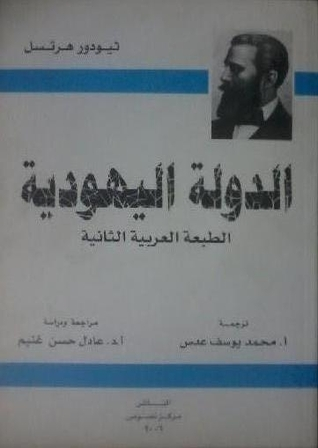 تيودور هرتسل
الدولة اليهودية
الطبعة العربية الثانية
ترجمة
أ. محمد يوسف عدس
مراجعة ودراسة
أ.د. عادل حسن غنيم
الناشر